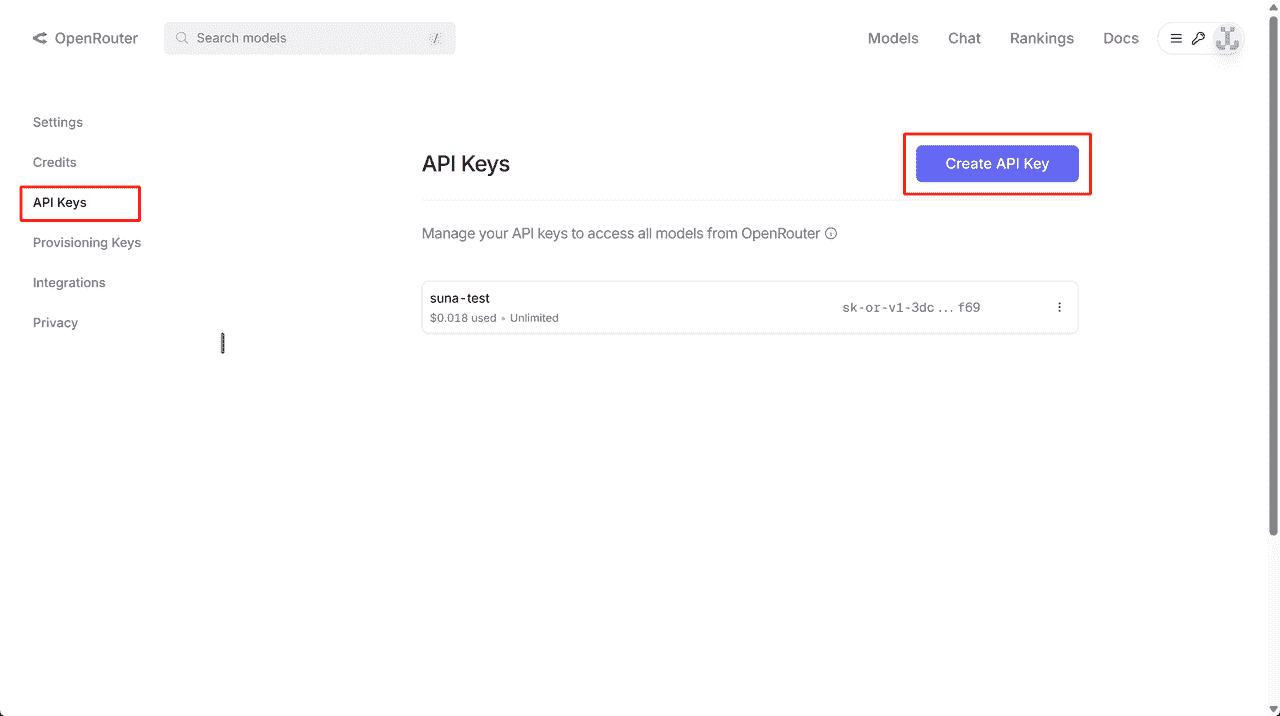 OpenRouter
Search models
/
Models
Chat
Rankings
Docs
Settings
Credits
API Keys
Provisioning Keys
Integrations
Privacy
API Keys
Create API Key
Manage your API keys to access all models from OpenRouter
suna-test
$0.018 used • Unlimited
sk-or-v1-3dc...f69